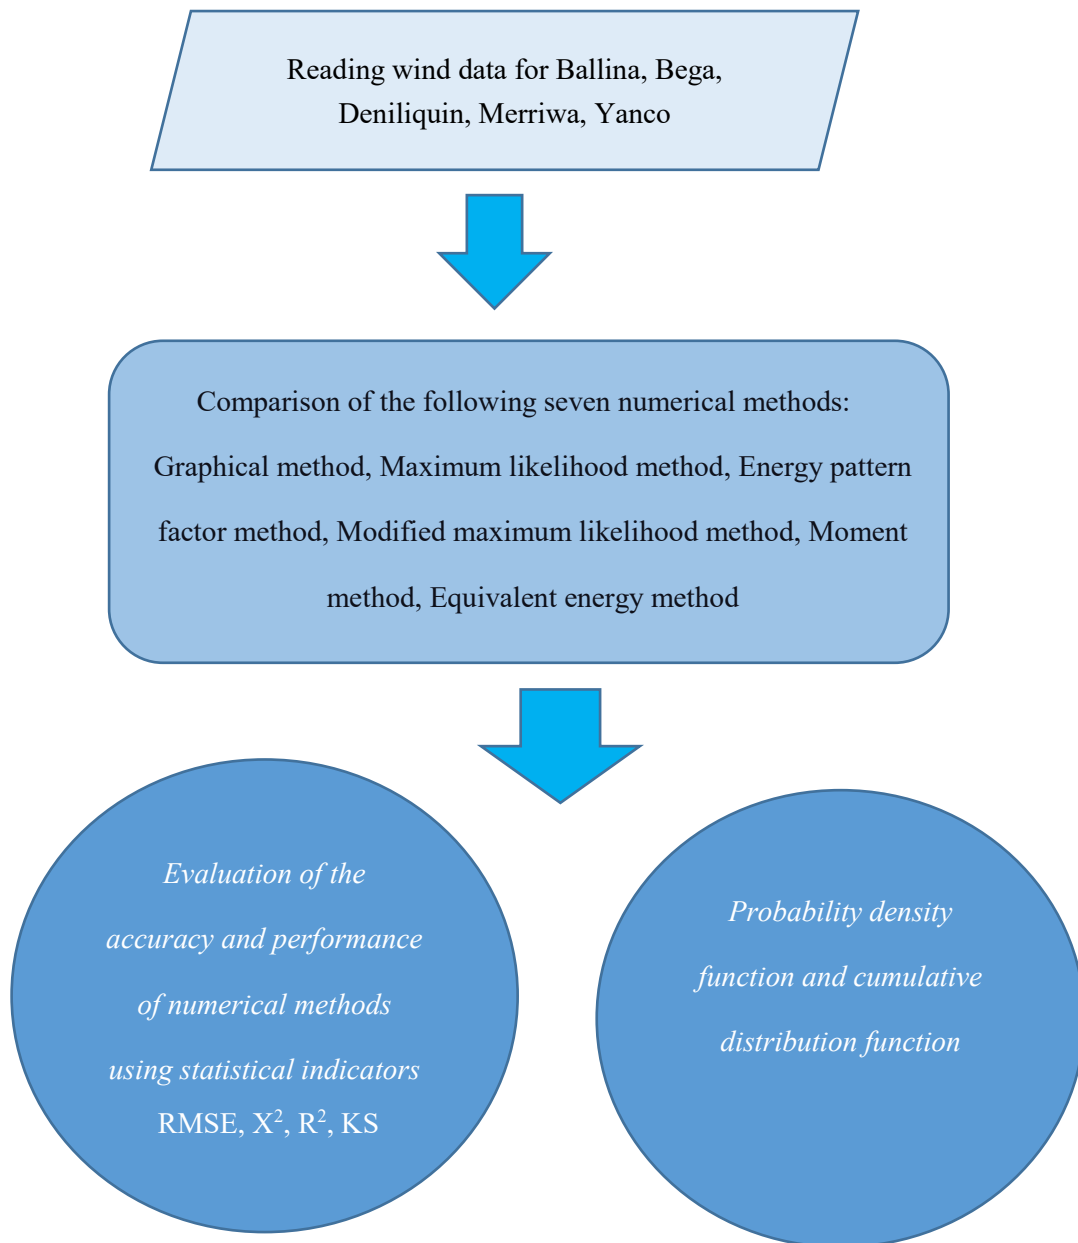 Reading wind data for Ballina, Bega,
Deniliquin, Merriwa, Yanco
Comparison of the following seven numerical methods:
Graphical method, Maximum likelihood method, Energy pattern
factor method, Modified maximum likelihood method, Moment
method, Equivalent energy method
Evaluation of the
accuracy and performance
of numerical methods
using statistical indicators
RMSE, X², R², KS
Probability density
function and cumulative
distribution function